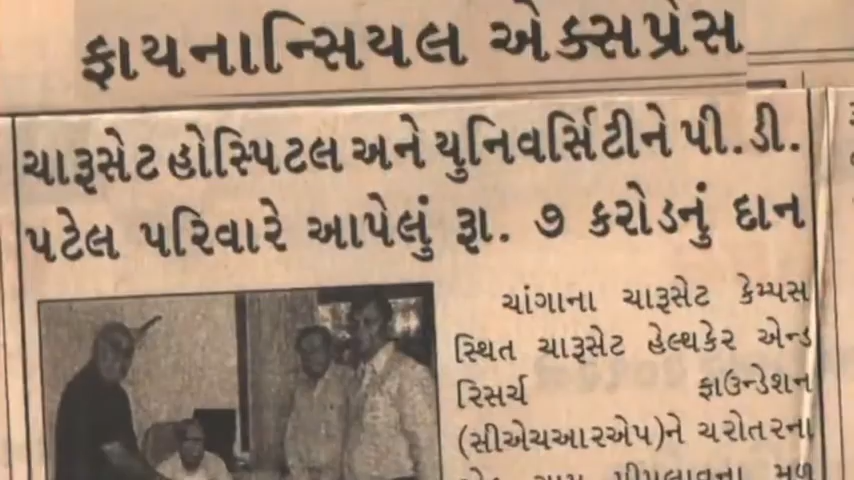 ફાયનાન્સિયલ એક્સપ્રેસ
ચારૂસેટ હોસ્પિટલ અને યુનિવર્સિટીને પી.ડી.
પટેલ પરિવારે આપેલું રૂા. ૭ કરોડનું દાન
ચાંગાના ચારૂસેટ કેમ્પસ
સ્થિત ચારૂસેટ હેલ્થકેર એન્ડ
રિસર્ચ ફાઉન્ડેશન
(સીએચઆરએફ)ને ચરોતરના